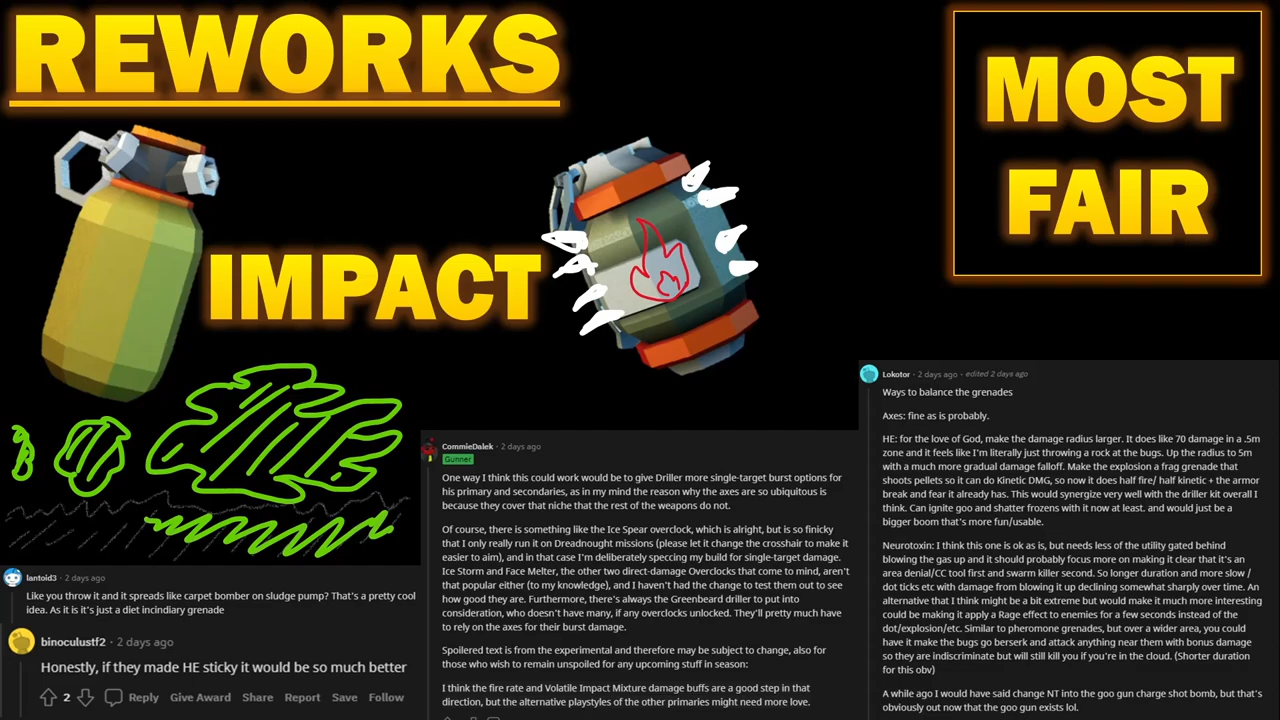 REWORKS
MOST
FAIR
IMPACT
lantoid3 · 2 days ago
Like you throw it and it spreads like carpet bomber on sludge pump? That's a pretty cool
idea. As it is it's just a diet incindiary grenade
binoculustf2 · 2 days ago
Honestly, if they made HE sticky it would be so much better
2 Reply Give Award Share Report Save Follow
CommieDalek · 2 days ago
Gunner
One way I think this could work would be to give Driller more single-target burst options for
his primary and secondaries, as in my mind the reason why the axes are so ubiquitous is
because they cover that niche that the rest of the weapons do not.
Of course, there is something like the Ice Spear overclock, which is alright, but is so finicky
that I only really run it on Dreadnought missions (please let it change the crosshair to make it
easier to aim), and in that case I'm deliberately speccing my build for single-target damage.
Ice Storm and Face Melter, the other two direct-damage Overclocks that come to mind, aren't
that popular either (to my knowledge), and I haven't had the change to test them out to see
how good they are. Furthermore, there's always the Greenbeard driller to put into
consideration, who doesn't have many, if any overclocks unlocked. They'll pretty much have
to rely on the axes for their burst damage.
Spoilered text is from the experimental and therefore may be subject to change, also for
those who wish to remain unspoiled for any upcoming stuff in season:
I think the fire rate and Volatile Impact Mixture damage buffs are a good step in that
direction, but the alternative playstyles of the other primaries might need more love.
Lokotor · 2 days ago · edited 2 days ago
Ways to balance the grenades
Axes: fine as is probably.
HE: for the love of God, make the damage radius larger. It does like 70 damage in a .5m
zone and it feels like I'm literally just throwing a rock at the bugs. Up the radius to 5m
with a much more gradual damage falloff. Make the explosion a frag grenade that
shoots pellets so it can do Kinetic DMG, so now it does half fire/ half kinetic + the armor
break and fear it already has. This would synergize very well with the driller kit overall I
think. Can ignite goo and shatter frozens with it now at least. and would just be a
bigger boom that's more fun/usable.
Neurotoxin: I think this one is ok as is, but needs less of the utility gated behind
blowing the gas up and it should probably focus more on making it clear that it's an
area denial/CC tool first and swarm killer second. So longer duration and more slow /
dot ticks etc with damage from blowing it up declining somewhat sharply over time. An
alternative that I think might be a bit extreme but would make it much more interesting
could be making it apply a Rage effect to enemies for a few seconds instead of the
dot/explosion/etc. Similar to pheromone grenades, but over a wider area, you could
have it make the bugs go berserk and attack anything near them with bonus damage
so they are indiscriminate but will still kill you if you're in the cloud. (Shorter duration
for this obv)
A while ago I would have said change NT into the goo gun charge shot bomb, but that's
obviously out now that the goo gun exists lol.